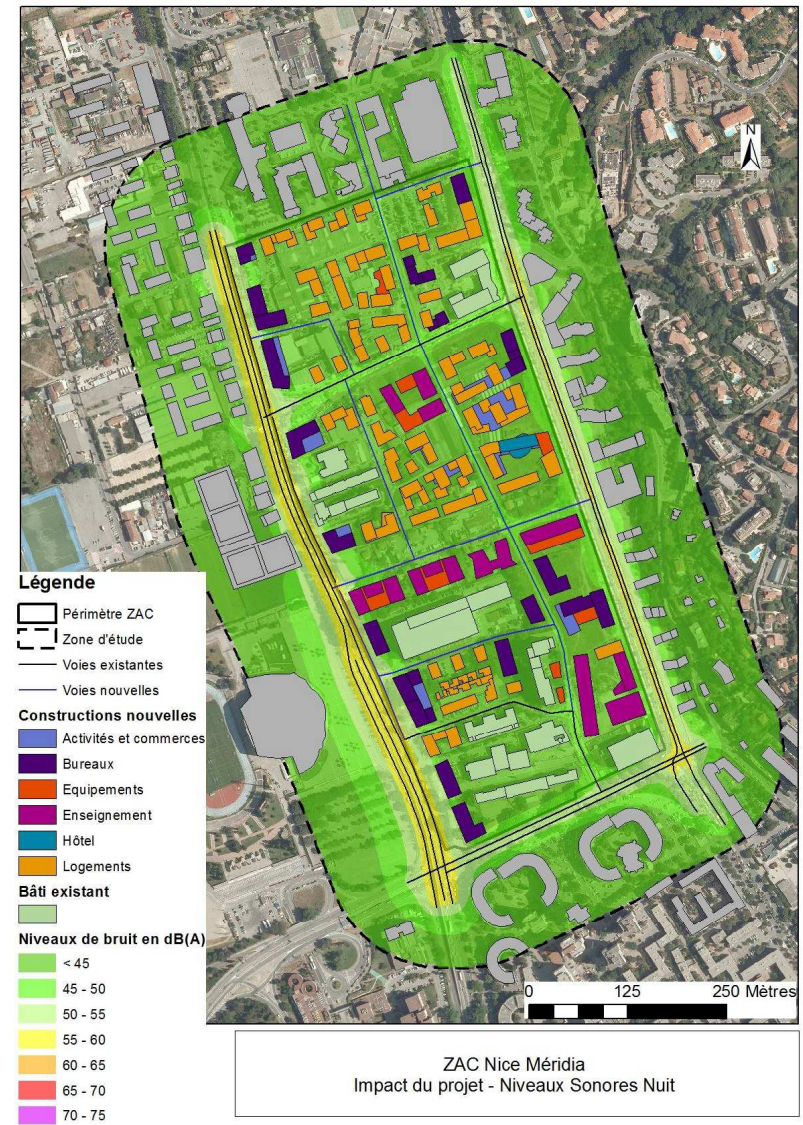 N
Légende
Périmètre ZAC
Zone d'étude
Voies existantes
Voies nouvelles
Constructions nouvelles
Activités et commerces
Bureaux
Equipements
Enseignement
Hôtel
Logements
Bâti existant
Niveaux de bruit en dB(A)
< 45
45 - 50
50 - 55
55 - 60
60 - 65
65 - 70
70 - 75
0 125 250 Mètres
ZAC Nice Méridia
Impact du projet - Niveaux Sonores Nuit